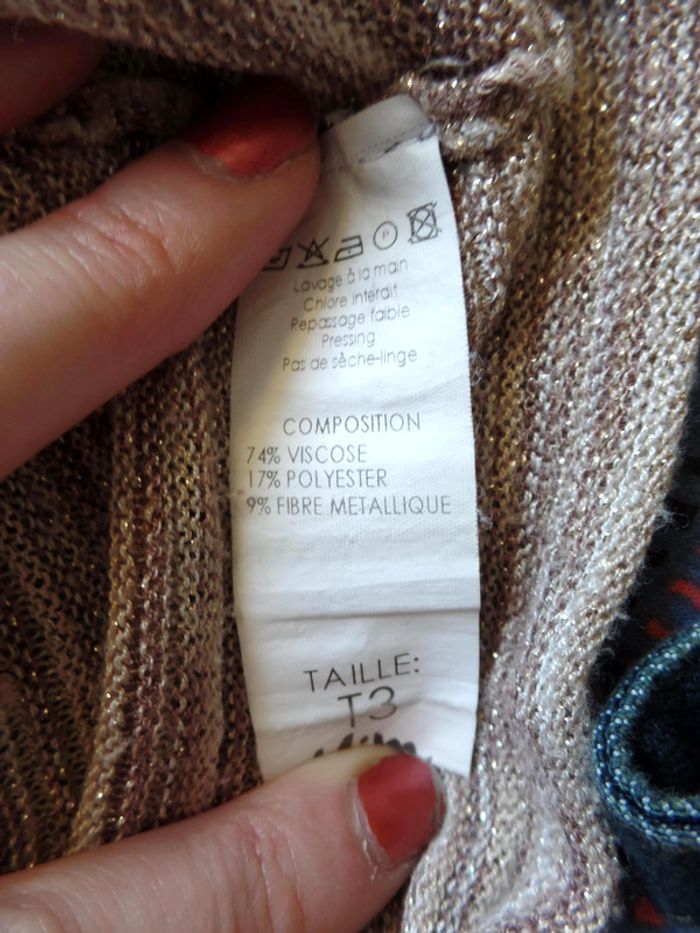 P
Lavage à la main
Chlore interdit
Repassage faible
Pressing
Pas de sèche-linge
COMPOSITION
74% VISCOSE
17% POLYESTER
9% FIBRE METALLIQUE
TAILLE:
T3